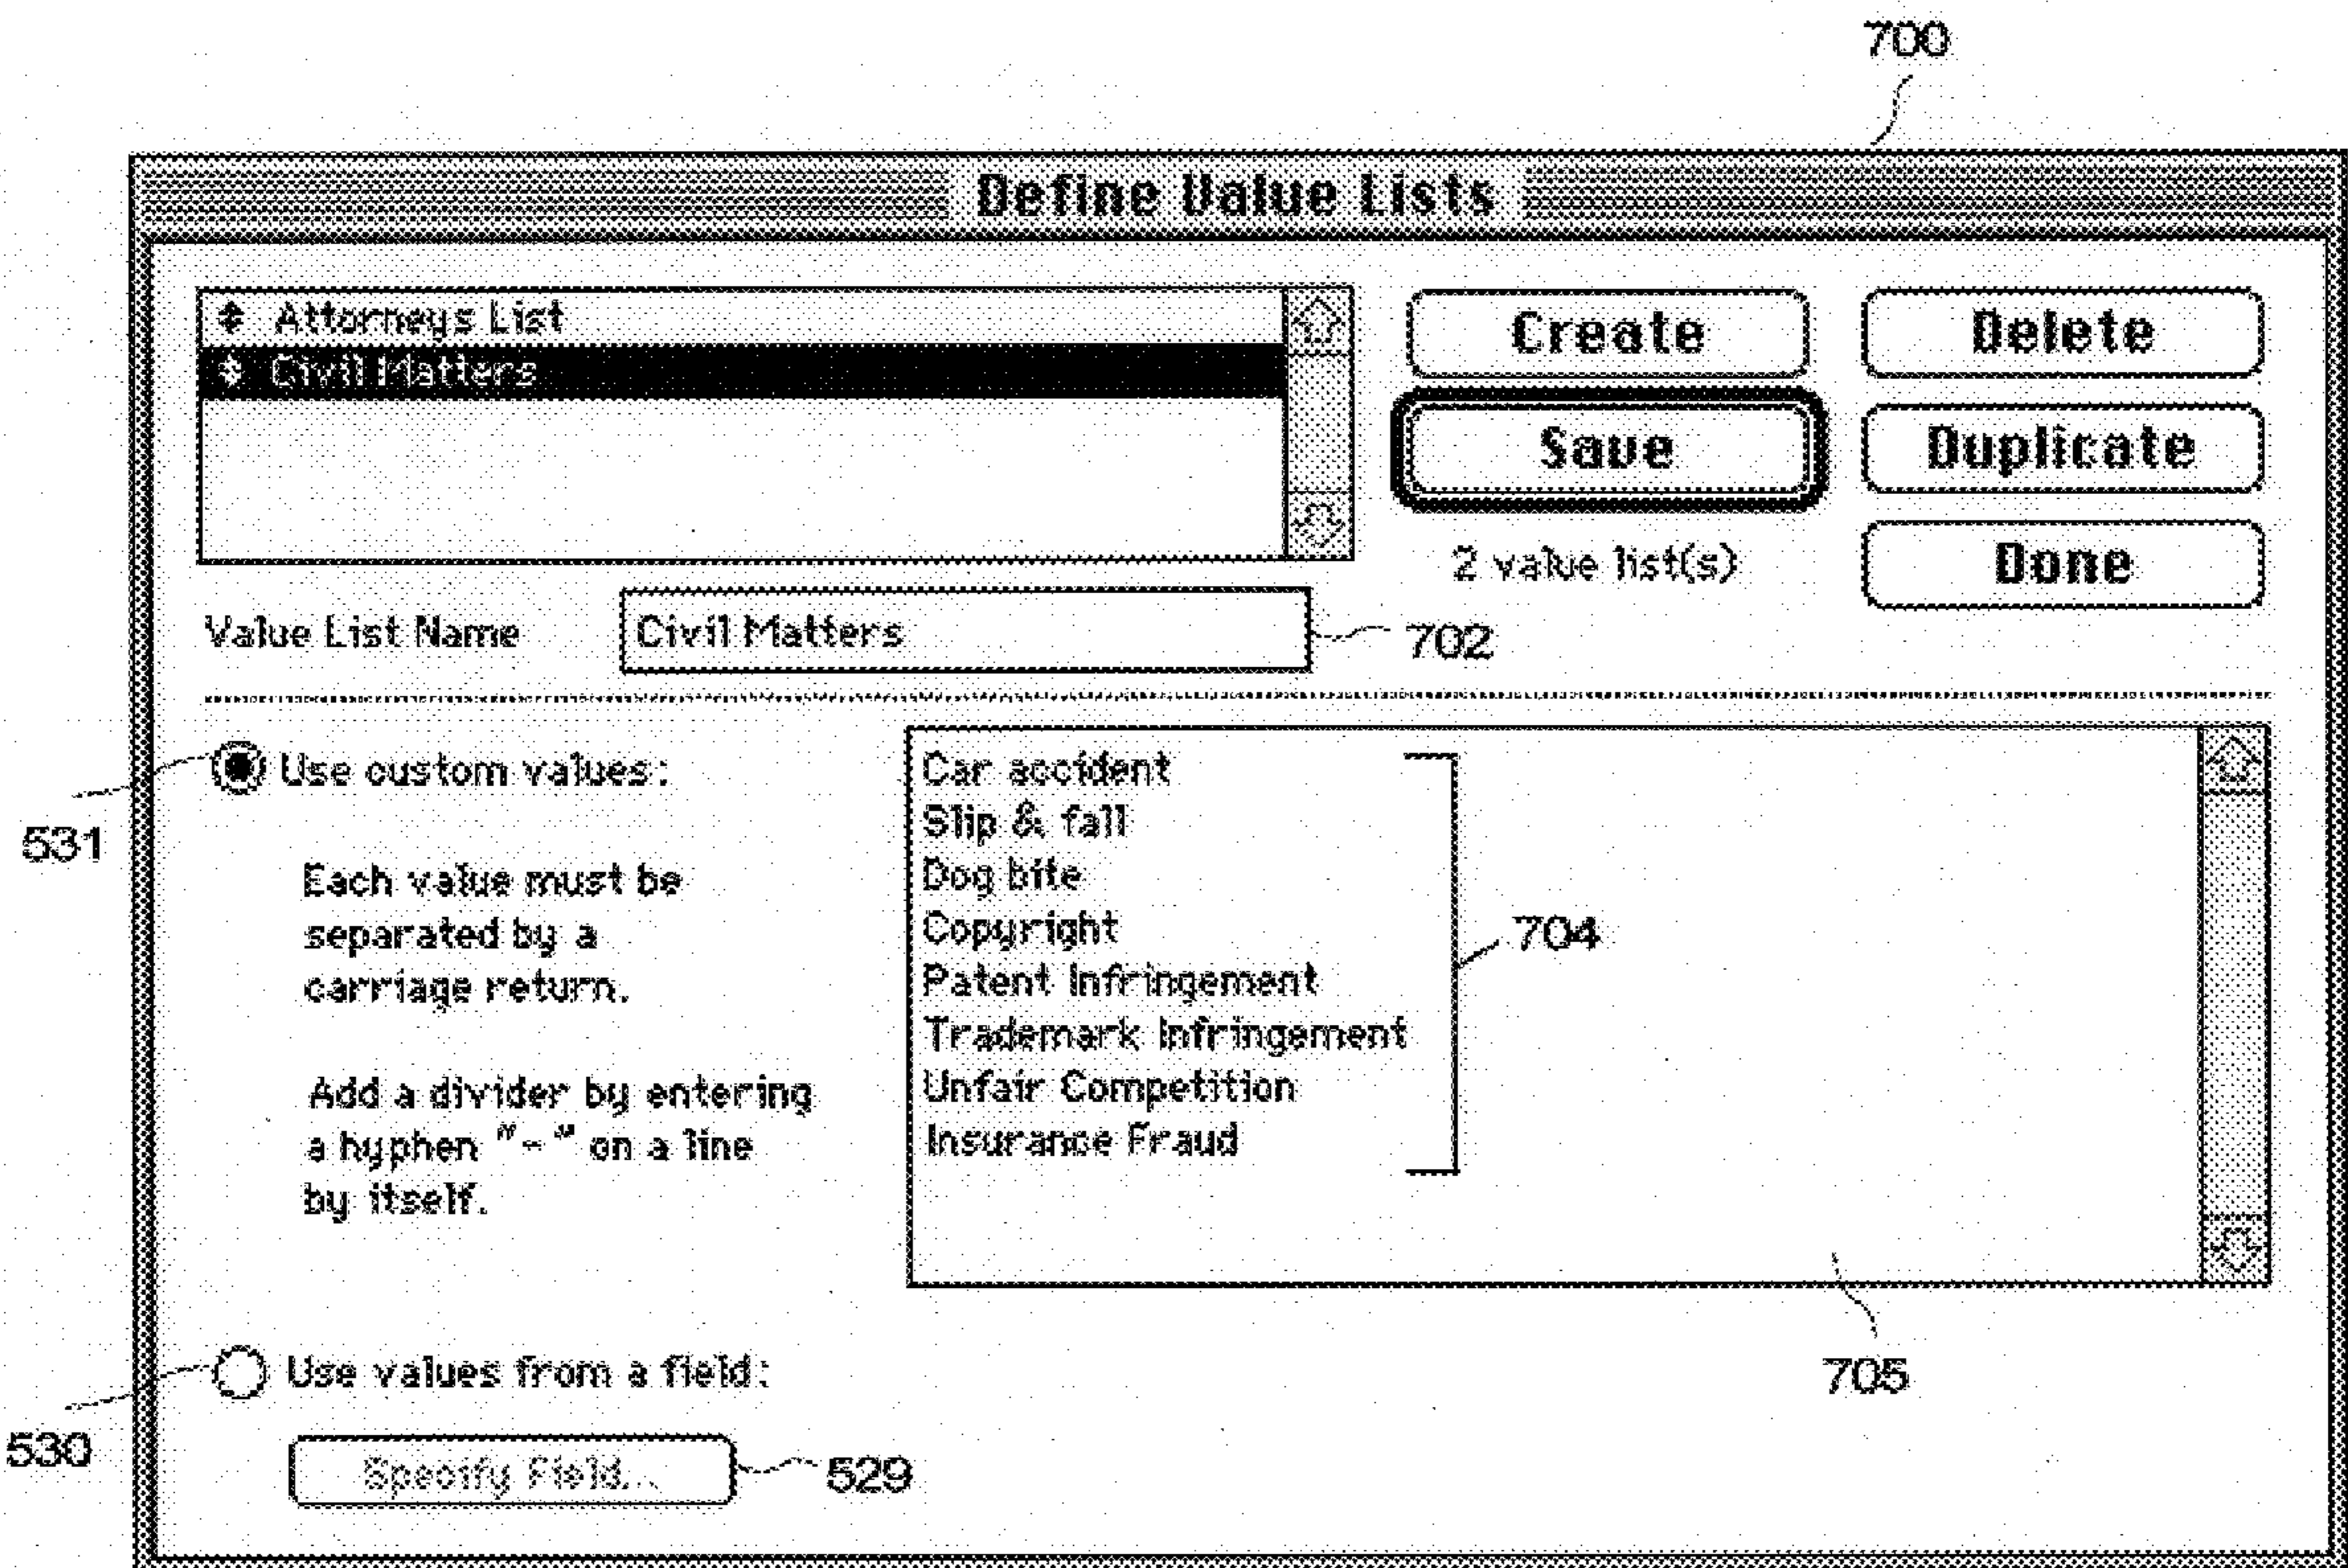 700
Define Value Lists
Attorneys List
Civil Matters
Create
Delete
Save
Duplicate
2 value list(s)
Done
Value List Name
Civil Matters
702
531
Use custom values:
Each value must be
separated by a
carriage return.
Add a divider by entering
a hyphen "-" on a line
by itself.
Car accident
Slip & fall
Dog bite
Copyright
Patent Infringement
Trademark Infringement
Unfair Competition
Insurance Fraud
704
705
530
Use values from a field:
Specify Field...
529